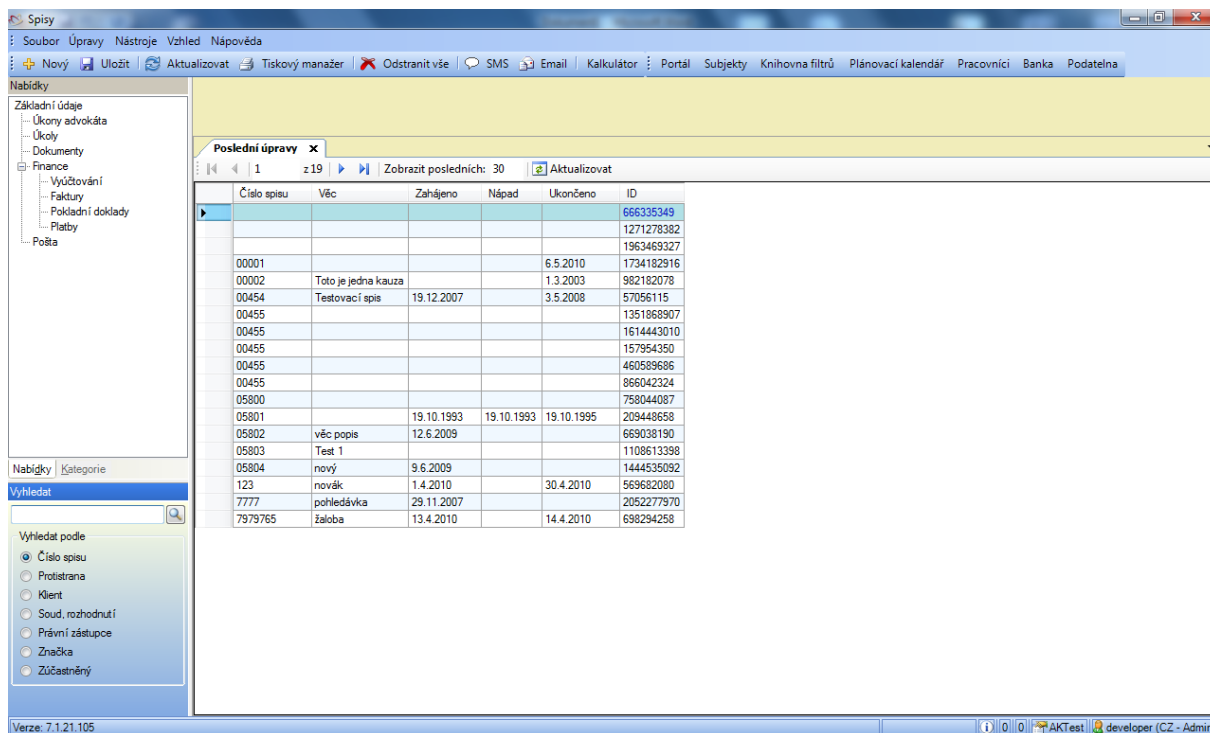 Spisy
Soubor Úpravy Nástroje Vzhled Nápověda
Nový Uložit Aktualizovat Tiskový manažer Odstranit vše SMS Email Kalkulátor Portál Subjekty Knihovna filtrů Plánovací kalendář Pracovníci Banka Podatelna
Nabídky
Základní údaje
Úkony advokáta
Úkoly
Dokumenty
Finance
Vyúčtování
Faktury
Pokladní doklady
Platby
Pošta
Nabídky Kategorie
Vyhledat
Vyhledat podle
Číslo spisu
Protistrana
Klient
Soud, rozhodnutí
Právní zástupce
Značka
Zúčastněný
Poslední úpravy x
1 z 19 Zobrazit posledních: 30 Aktualizovat
Číslo spisu Věc Zahájeno Nápad Ukončeno ID
666335349
1271278382
1963469327
00001 6.5.2010 1734182916
00002 Toto je jedna kauza 1.3.2003 982182078
00454 Testovací spis 19.12.2007 3.5.2008 57056115
00455 1351868907
00455 1614443010
00455 157954350
00455 460589686
00455 866042324
05800 758044087
05801 19.10.1993 19.10.1993 19.10.1995 209448658
05802 věc popis 12.6.2009 669038190
05803 Test 1 1108613398
05804 nový 9.6.2009 1444535092
123 novák 1.4.2010 30.4.2010 569682080
7777 pohledávka 29.11.2007 2052277970
7979765 žaloba 13.4.2010 14.4.2010 698294258
Verze: 7.1.21.105 0 0 AKTest developer (CZ - Admir